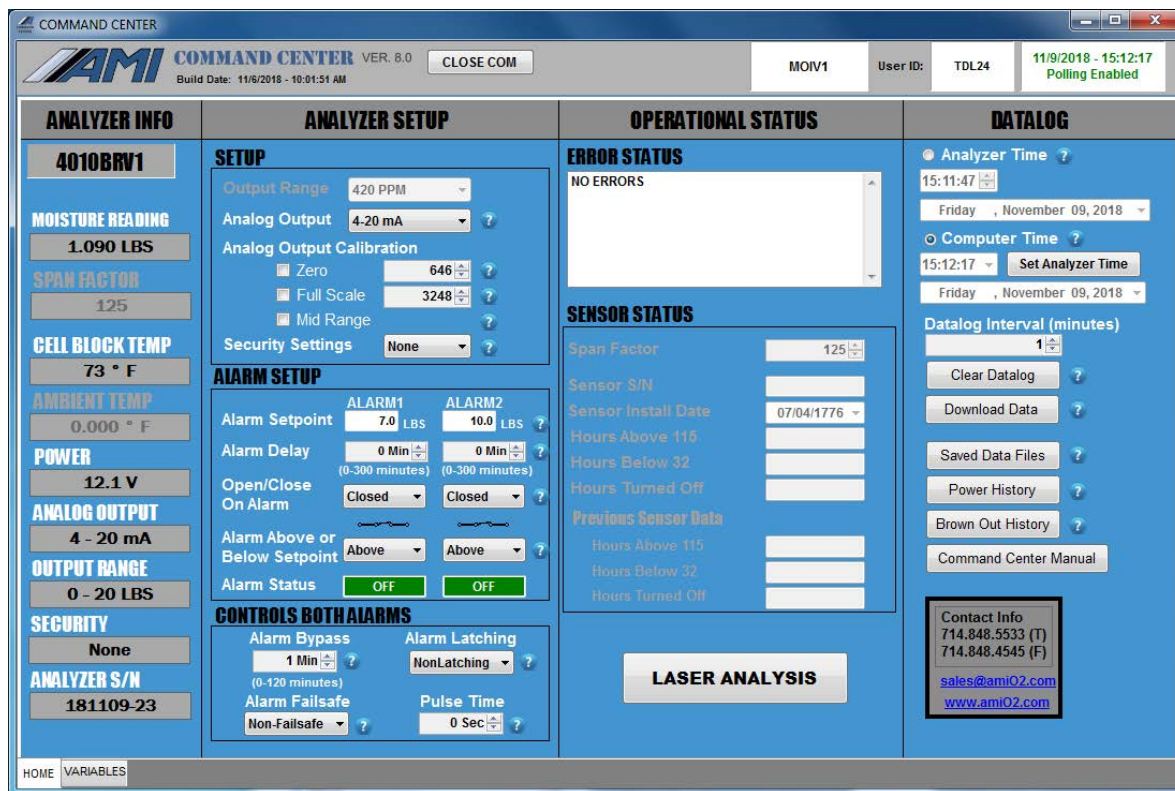 COMMAND CENTER
AMI
COMMAND CENTER VER. 8.0
Build Date: 11/6/2018 - 10:01:51 AM
CLOSE COM
MOIV1
User ID:
TDL24
11/9/2018 - 15:12:17
Polling Enabled
ANALYZER INFO
4010BRV1
MOISTURE READING
1.090 LBS
SPAN FACTOR
125
CELL BLOCK TEMP
73 ° F
AMBIENT TEMP
0.000 ° F
POWER
12.1 V
ANALOG OUTPUT
4 - 20 mA
OUTPUT RANGE
0 - 20 LBS
SECURITY
None
ANALYZER S/N
181109-23
ANALYZER SETUP
SETUP
Output Range 420 PPM
Analog Output 4-20 mA ?
Analog Output Calibration
Zero 646 ?
Full Scale 3248 ?
Mid Range ?
Security Settings None ?
ALARM SETUP
ALARM1 ALARM2
Alarm Setpoint 7.0 LBS 10.0 LBS ?
Alarm Delay 0 Min 0 Min ?
(0-300 minutes) (0-300 minutes)
Open/Close
On Alarm Closed Closed ?
Alarm Above or
Below Setpoint Above Above ?
Alarm Status OFF OFF
CONTROLS BOTH ALARMS
Alarm Bypass Alarm Latching
1 Min ? NonLatching ?
(0-120 minutes)
Alarm Failsafe Pulse Time
Non-Failsafe ? 0 Sec ?
OPERATIONAL STATUS
ERROR STATUS
NO ERRORS
SENSOR STATUS
Span Factor 125
Sensor S/N
Sensor Install Date 07/04/1776
Hours Above 115
Hours Below 32
Hours Turned Off
Previous Sensor Data
Hours Above 115
Hours Below 32
Hours Turned Off
LASER ANALYSIS
DATALOG
Analyzer Time ?
15:11:47
Friday , November 09, 2018
Computer Time ?
15:12:17 Set Analyzer Time
Friday , November 09, 2018
Datalog Interval (minutes)
1
Clear Datalog ?
Download Data ?
Saved Data Files ?
Power History ?
Brown Out History ?
Command Center Manual
Contact Info
714.848.5533 (T)
714.848.4545 (F)
sales@amiO2.com
www.amiO2.com
HOME VARIABLES